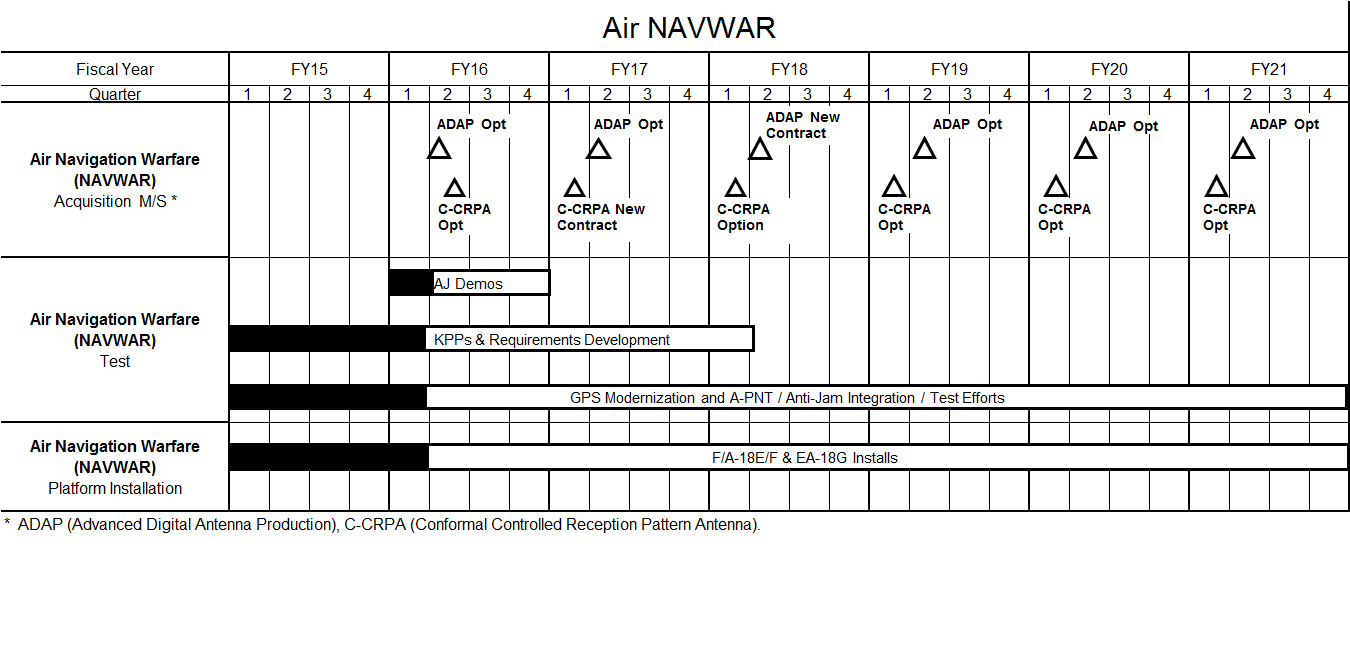 Air NAVWAR
Fiscal Year FY15 FY16 FY17 FY18 FY19 FY20 FY21
Quarter 1 2 3 4 1 2 3 4 1 2 3 4 1 2 3 4 1 2 3 4 1 2 3 4 1 2 3 4
Air Navigation Warfare
(NAVWAR)
Acquisition M/S *
ADAP Opt
ADAP Opt
ADAP New
Contract
ADAP Opt
ADAP Opt
ADAP Opt
C-CRPA
Opt
C-CRPA New
Contract
C-CRPA
Option
C-CRPA
Opt
C-CRPA
Opt
C-CRPA
Opt
Air Navigation Warfare
(NAVWAR)
Test
AJ Demos
KPPs & Requirements Development
GPS Modernization and A-PNT / Anti-Jam Integration / Test Efforts
Air Navigation Warfare
(NAVWAR)
Platform Installation
F/A-18E/F & EA-18G Installs
* ADAP (Advanced Digital Antenna Production), C-CRPA (Conformal Controlled Reception Pattern Antenna).